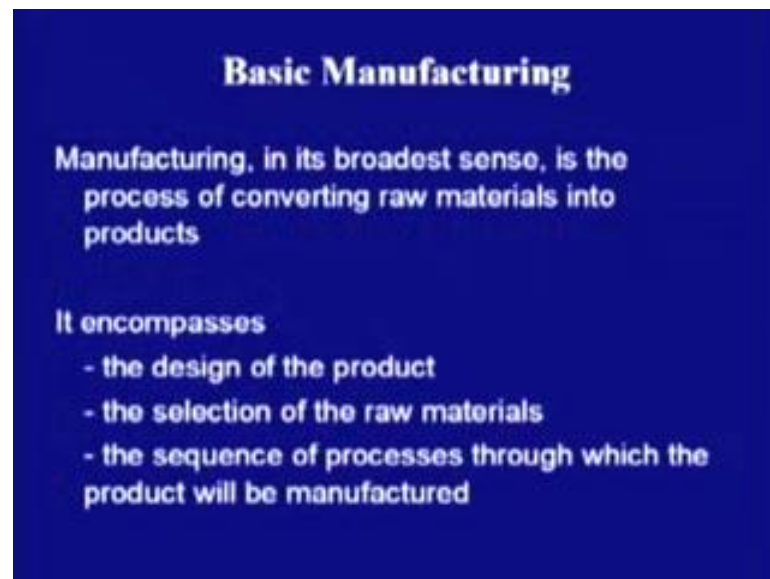 Basic Manufacturing
Manufacturing, in its broadest sense, is the
process of converting raw materials into
products
It encompasses
- the design of the product
- the selection of the raw materials
- the sequence of processes through which the
product will be manufactured